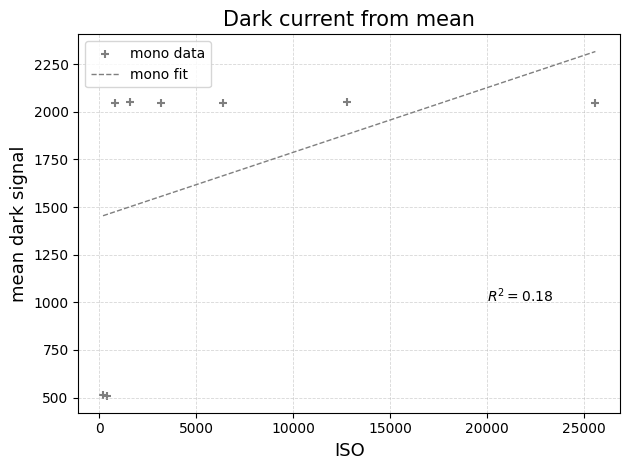 Dark current from mean
mono data
mono fit
2250
2000
1750
1500
1250
1000
750
500
mean dark signal
R² = 0.18
0
5000
10000
15000
20000
25000
ISO